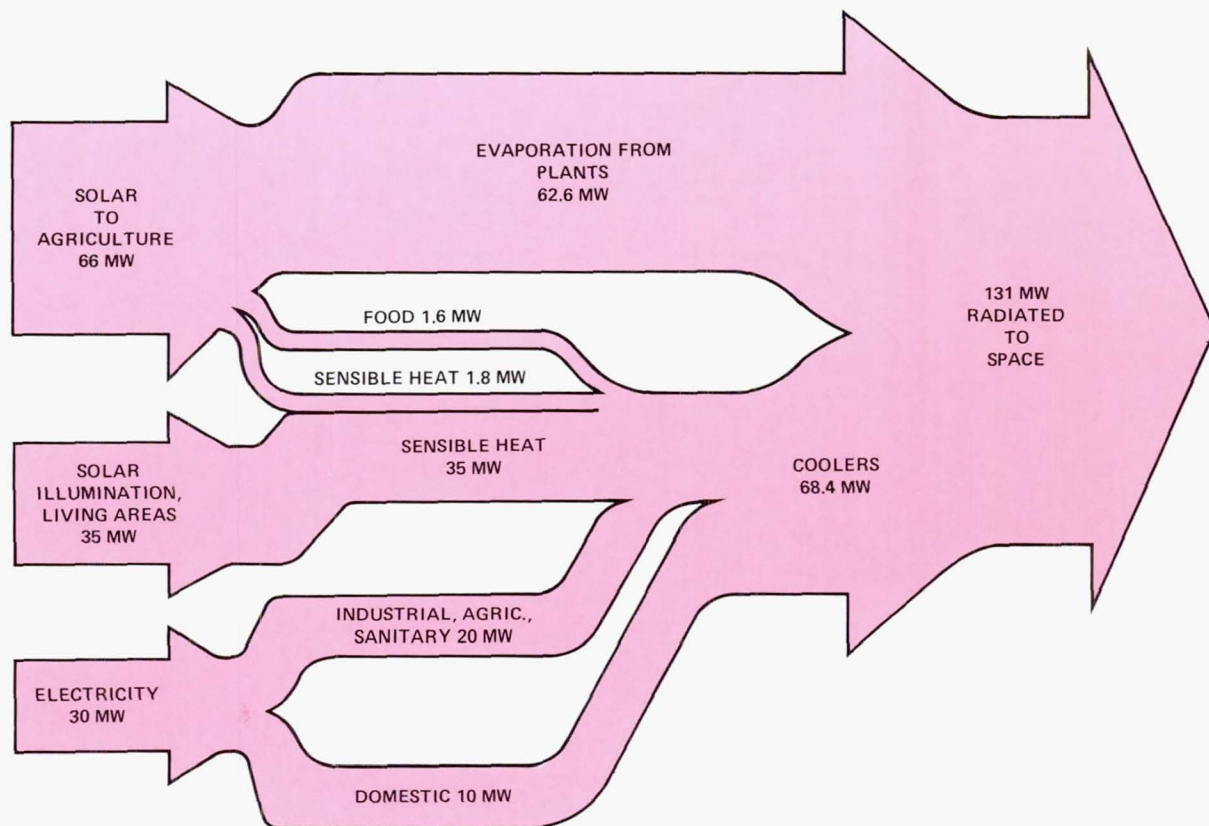 SOLAR
TO
AGRICULTURE
66 MW
EVAPORATION FROM
PLANTS
62.6 MW
FOOD 1.6 MW
SENSIBLE HEAT 1.8 MW
SENSIBLE HEAT
35 MW
SOLAR
ILLUMINATION,
LIVING AREAS
35 MW
COOLERS
68.4 MW
131 MW
RADIATED
TO
SPACE
INDUSTRIAL, AGRIC.,
SANITARY 20 MW
ELECTRICITY
30 MW
DOMESTIC 10 MW